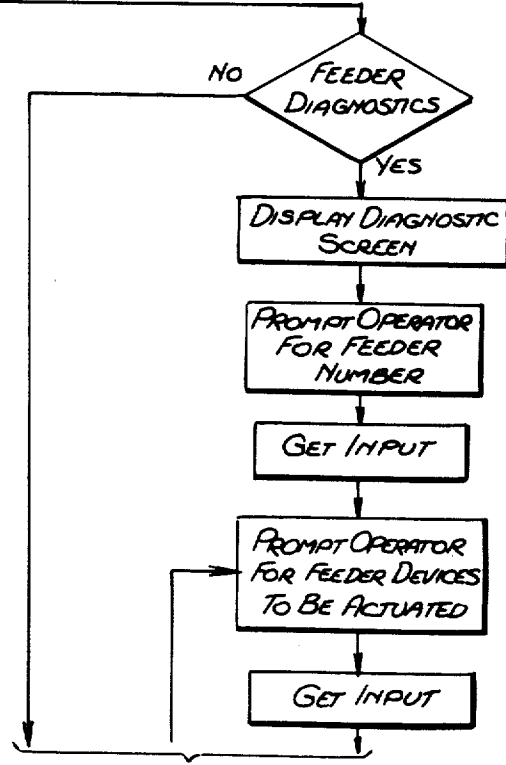 NO
FEEDER
DIAGNOSTICS
YES
DISPLAY DIAGNOSTIC
SCREEN
PROMPT OPERATOR
FOR FEEDER
NUMBER
GET INPUT
PROMPT OPERATOR
FOR FEEDER DEVICES
TO BE ACTUATED
GET INPUT